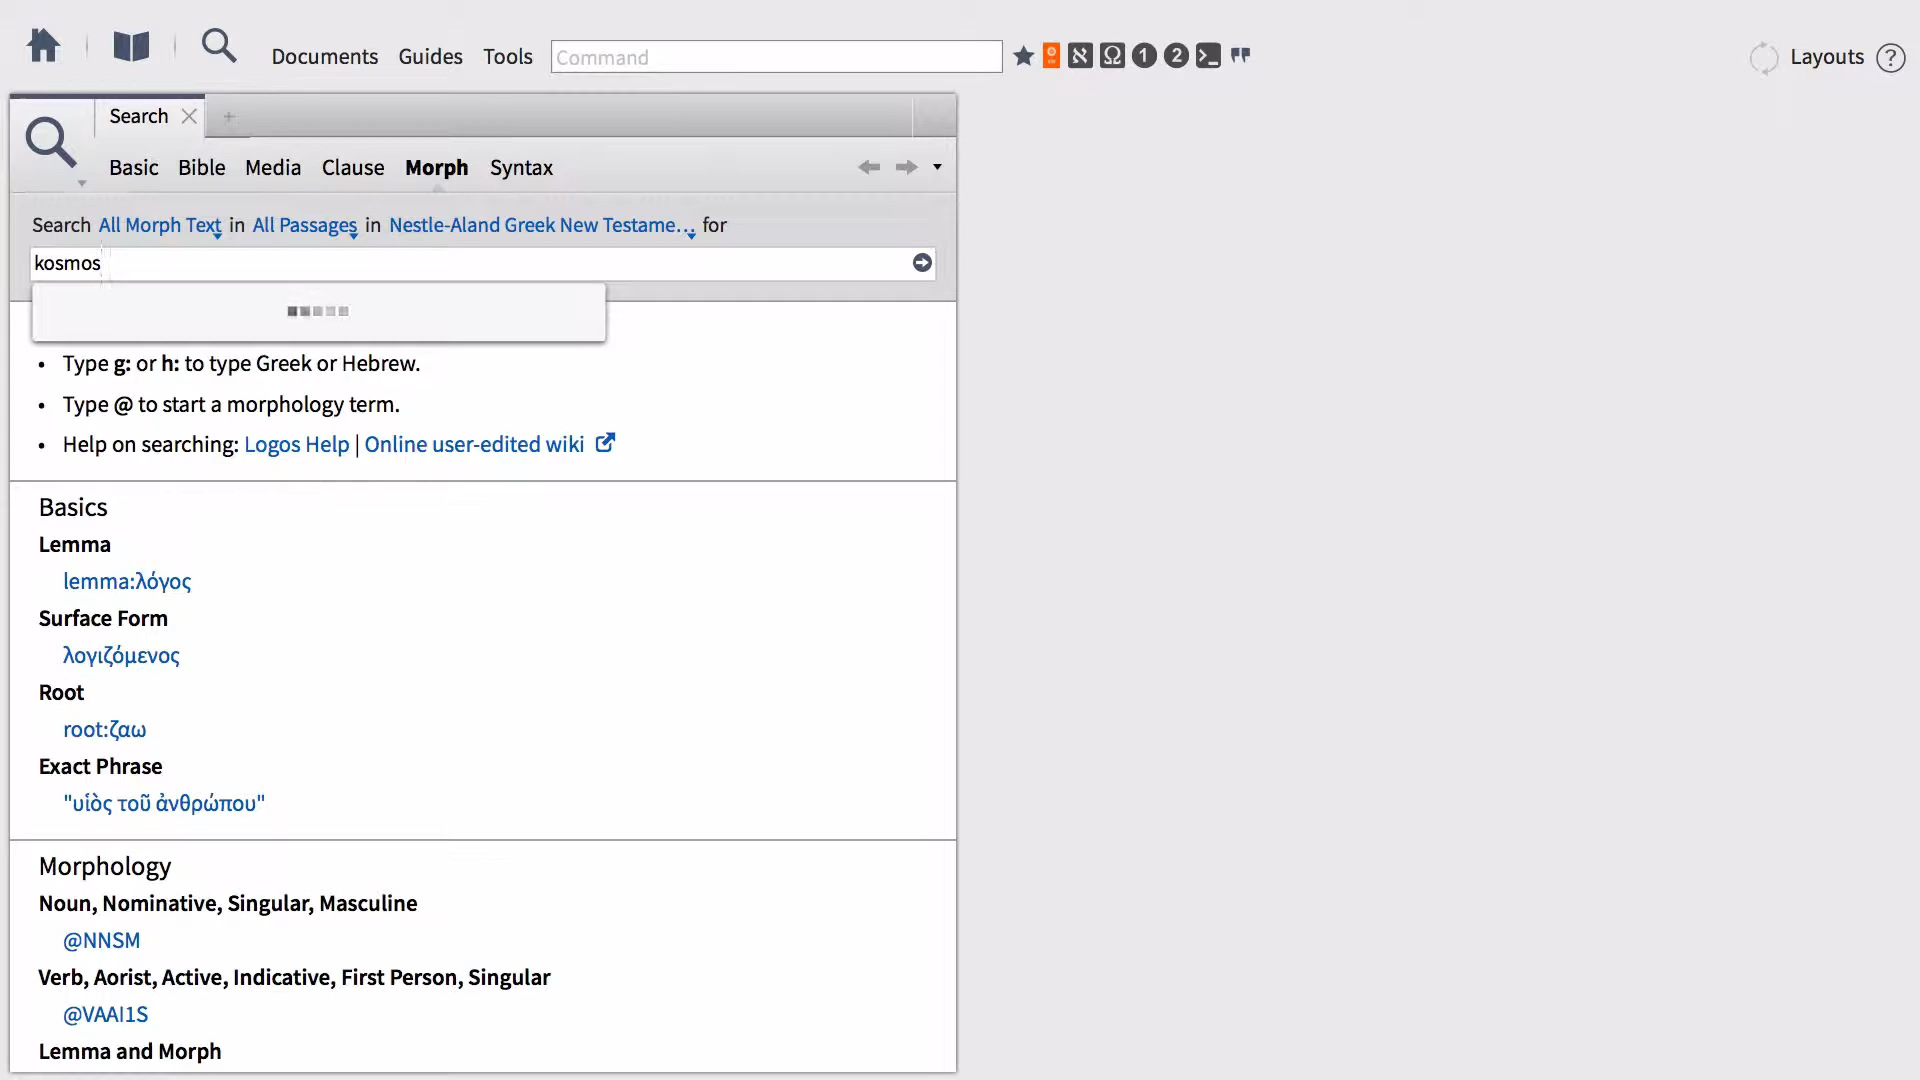 Documents Guides Tools Command Layouts
Search
Basic Bible Media Clause Morph Syntax
Search All Morph Text in All Passages in Nestle-Aland Greek New Testame... for
kosmos
• Type g: or h: to type Greek or Hebrew.
• Type @ to start a morphology term.
• Help on searching: Logos Help | Online user-edited wiki
Basics
Lemma
lemma:λόγος
Surface Form
λογιζόμενος
Root
root:ζαω
Exact Phrase
"υἱὸς τοῦ ἀνθρώπου"
Morphology
Noun, Nominative, Singular, Masculine
@NNSM
Verb, Aorist, Active, Indicative, First Person, Singular
@VAAI1S
Lemma and Morph